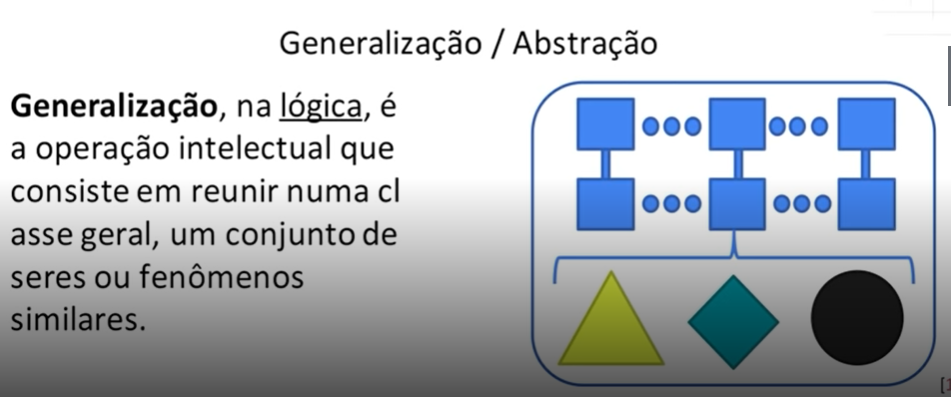 Generalização / Abstração
Generalização, na lógica, é
a operação intelectual que
consiste em reunir numa cl
asse geral, um conjunto de
seres ou fenômenos
similares.